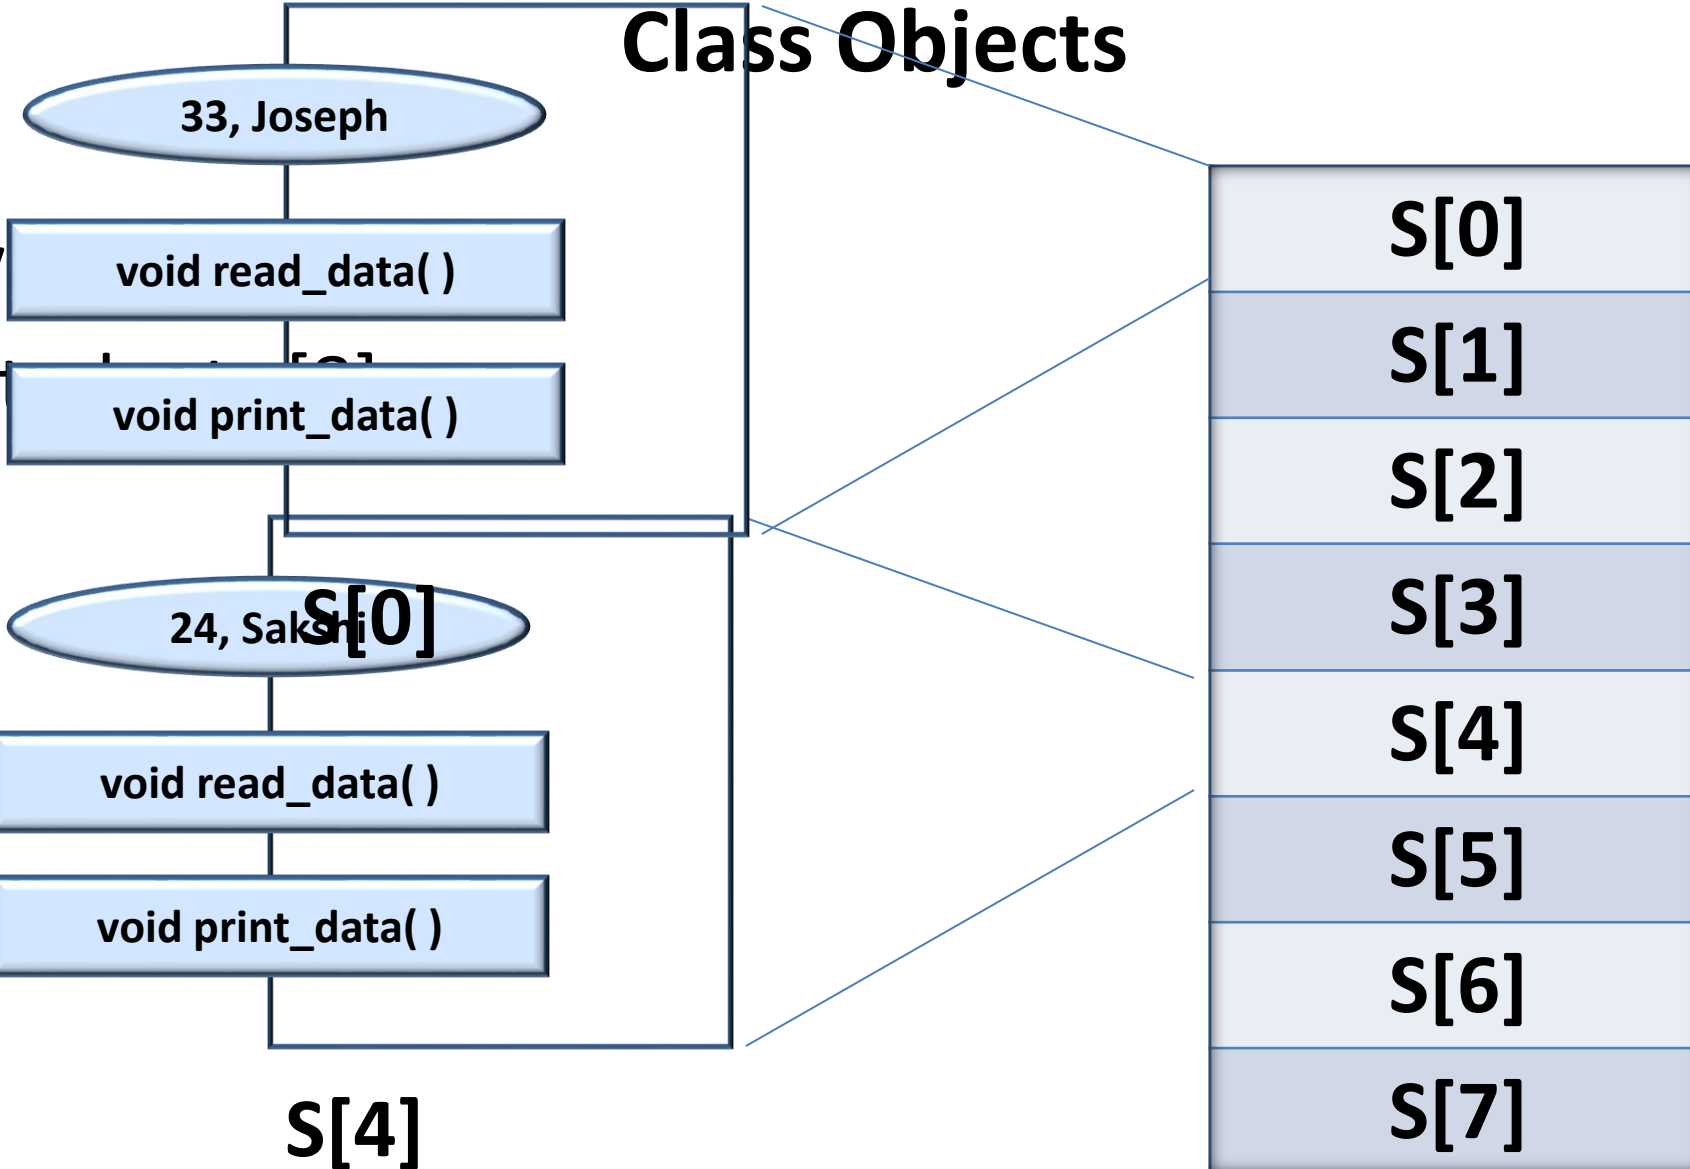 Class Objects
33, Joseph
void read_data( )
void print_data( )
S[0]
24, Sakshi
void read_data( )
void print_data( )
S[4]
S[0]
S[1]
S[2]
S[3]
S[4]
S[5]
S[6]
S[7]